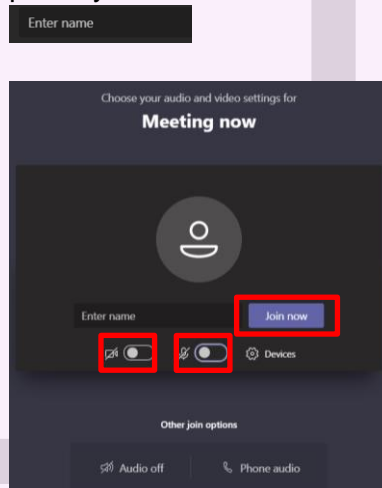 Enter name
Choose your audio and video settings for
Meeting now
Enter name Join now
Devices
Other join options
Audio off Phone audio